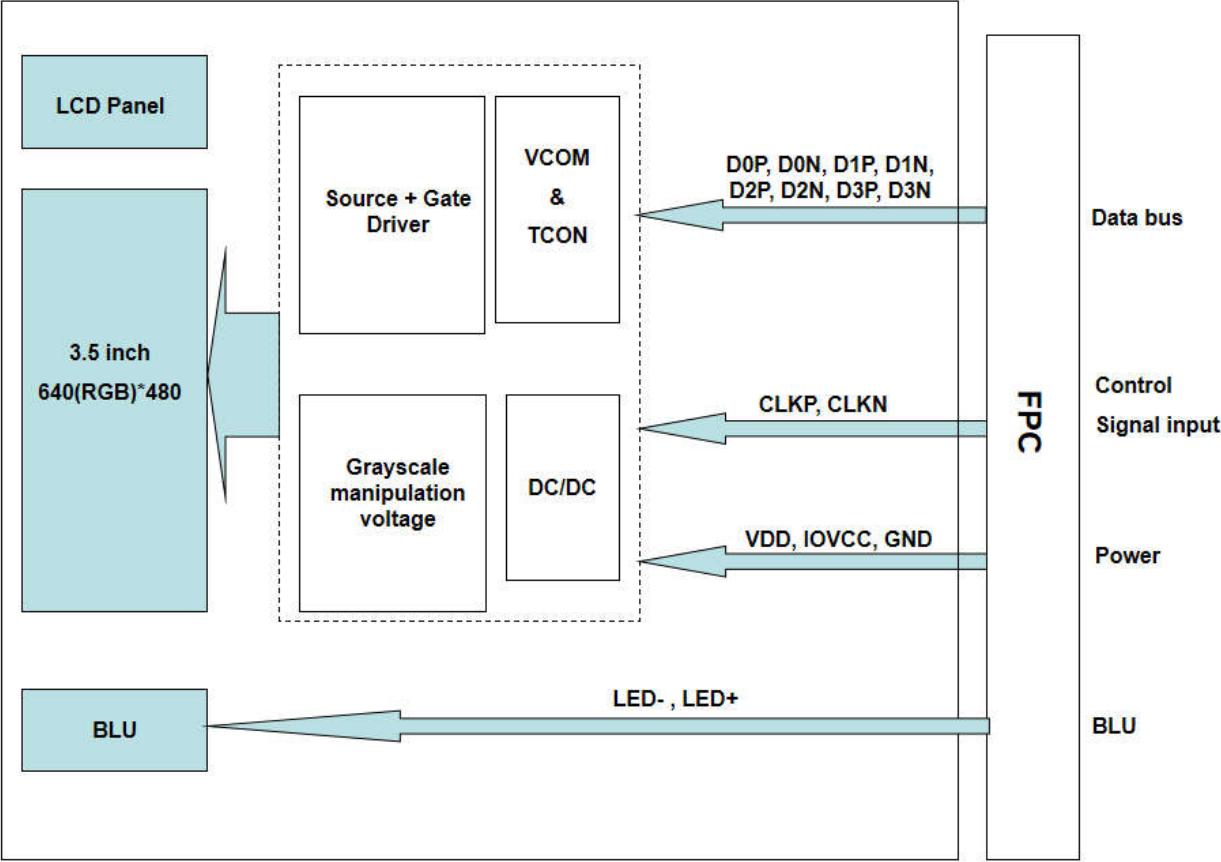 LCD Panel
3.5 inch
640(RGB)*480
BLU
Source + Gate
Driver
VCOM
&
TCON
Grayscale
manipulation
voltage
DC/DC
D0P, D0N, D1P, D1N,
D2P, D2N, D3P, D3N
CLKP, CLKN
VDD, IOVCC, GND
LED- , LED+
FPC
Data bus
Control
Signal input
Power
BLU